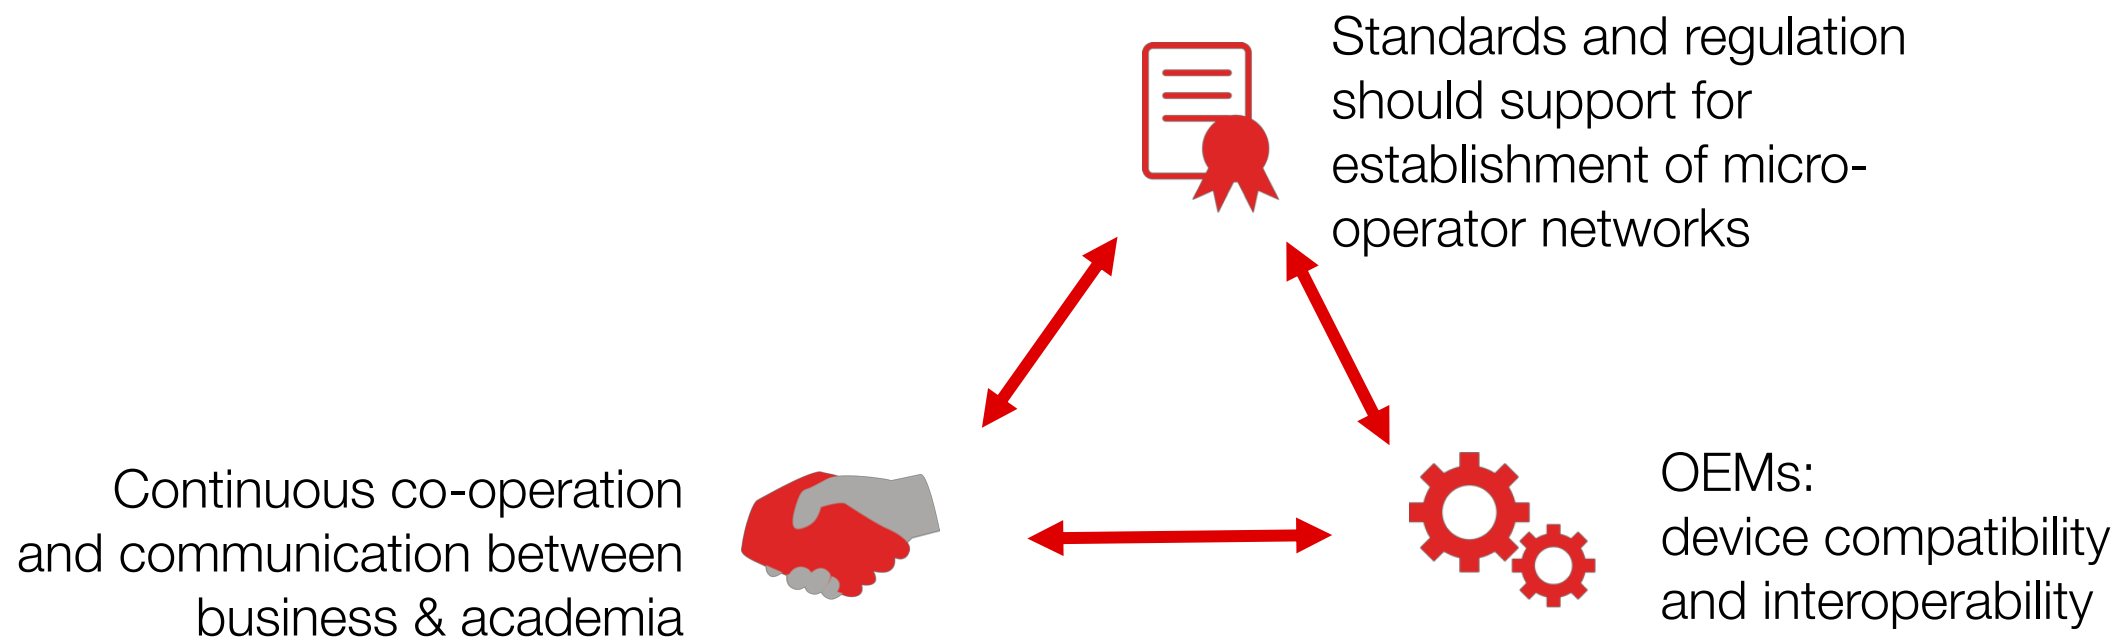 Standards and regulation
should support for
establishment of micro-
operator networks
Continuous co-operation
and communication between
business & academia
OEMs:
device compatibility
and interoperability